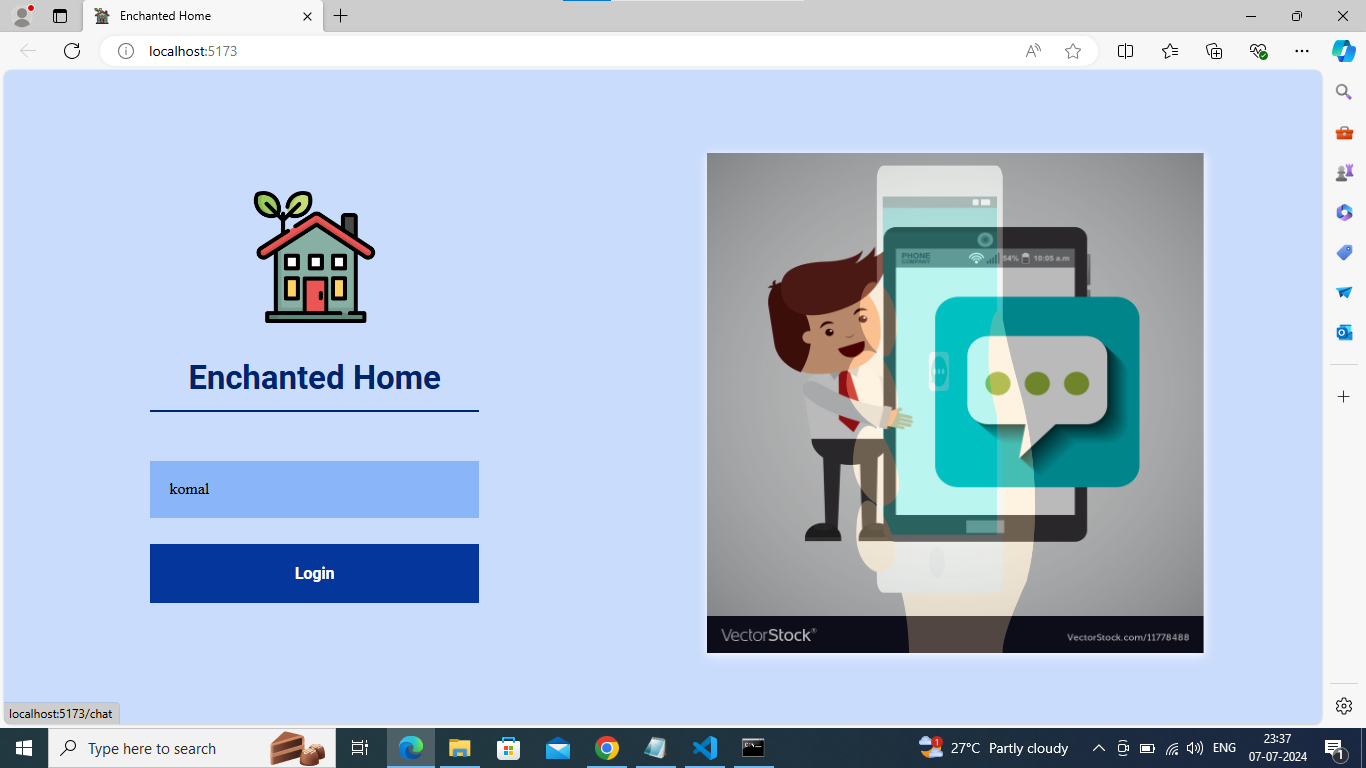 Enchanted Home
localhost:5173
PHONE
COMPANY
54%
10:05 a.m
Enchanted Home
komal
Login
VectorStock®
VectorStock.com/11778488
localhost:5173/chat
Type here to search
1
27°C Partly cloudy
ENG
23:37
07-07-2024
1